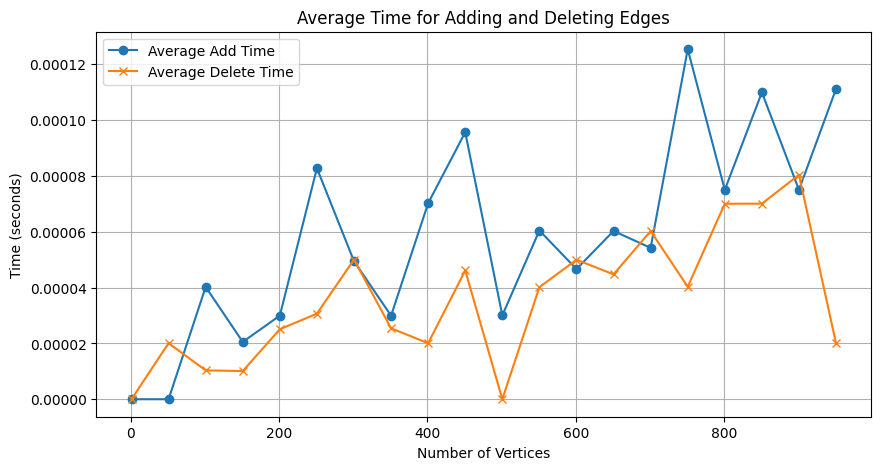 Average Time for Adding and Deleting Edges
Average Add Time
Average Delete Time
Time (seconds)
0.00012
0.00010
0.00008
0.00006
0.00004
0.00002
0.00000
0 200 400 600 800
Number of Vertices